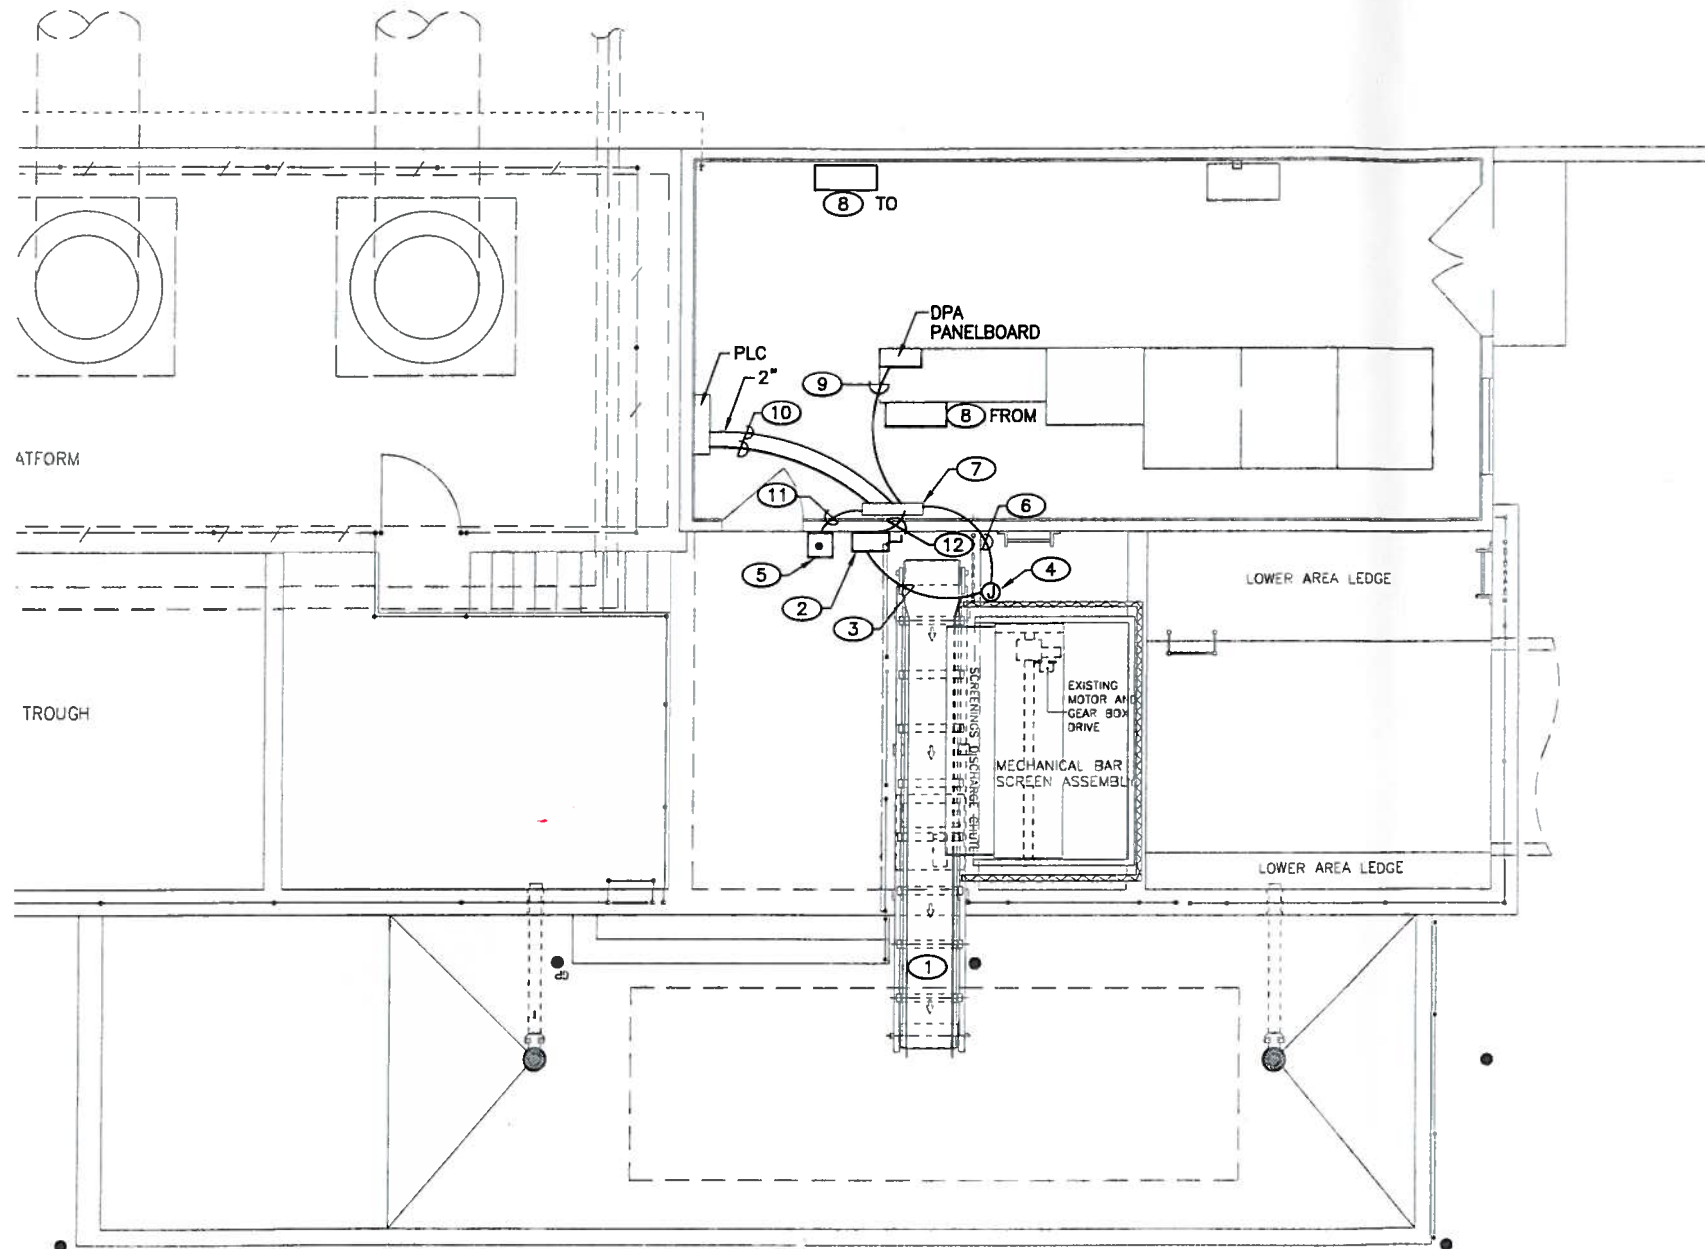 8 TO
DPA
PANELBOARD
PLC
2"
9
10
8 FROM
ATFORM
7
11
6
12
5
4
2
3
LOWER AREA LEDGE
TROUGH
SCREENINGS DISCHARGE CHUTE
EXISTING
MOTOR AND
GEAR BOX
DRIVE
MECHANICAL BAR
SCREEN ASSEMBLY
J
LOWER AREA LEDGE
1
GP